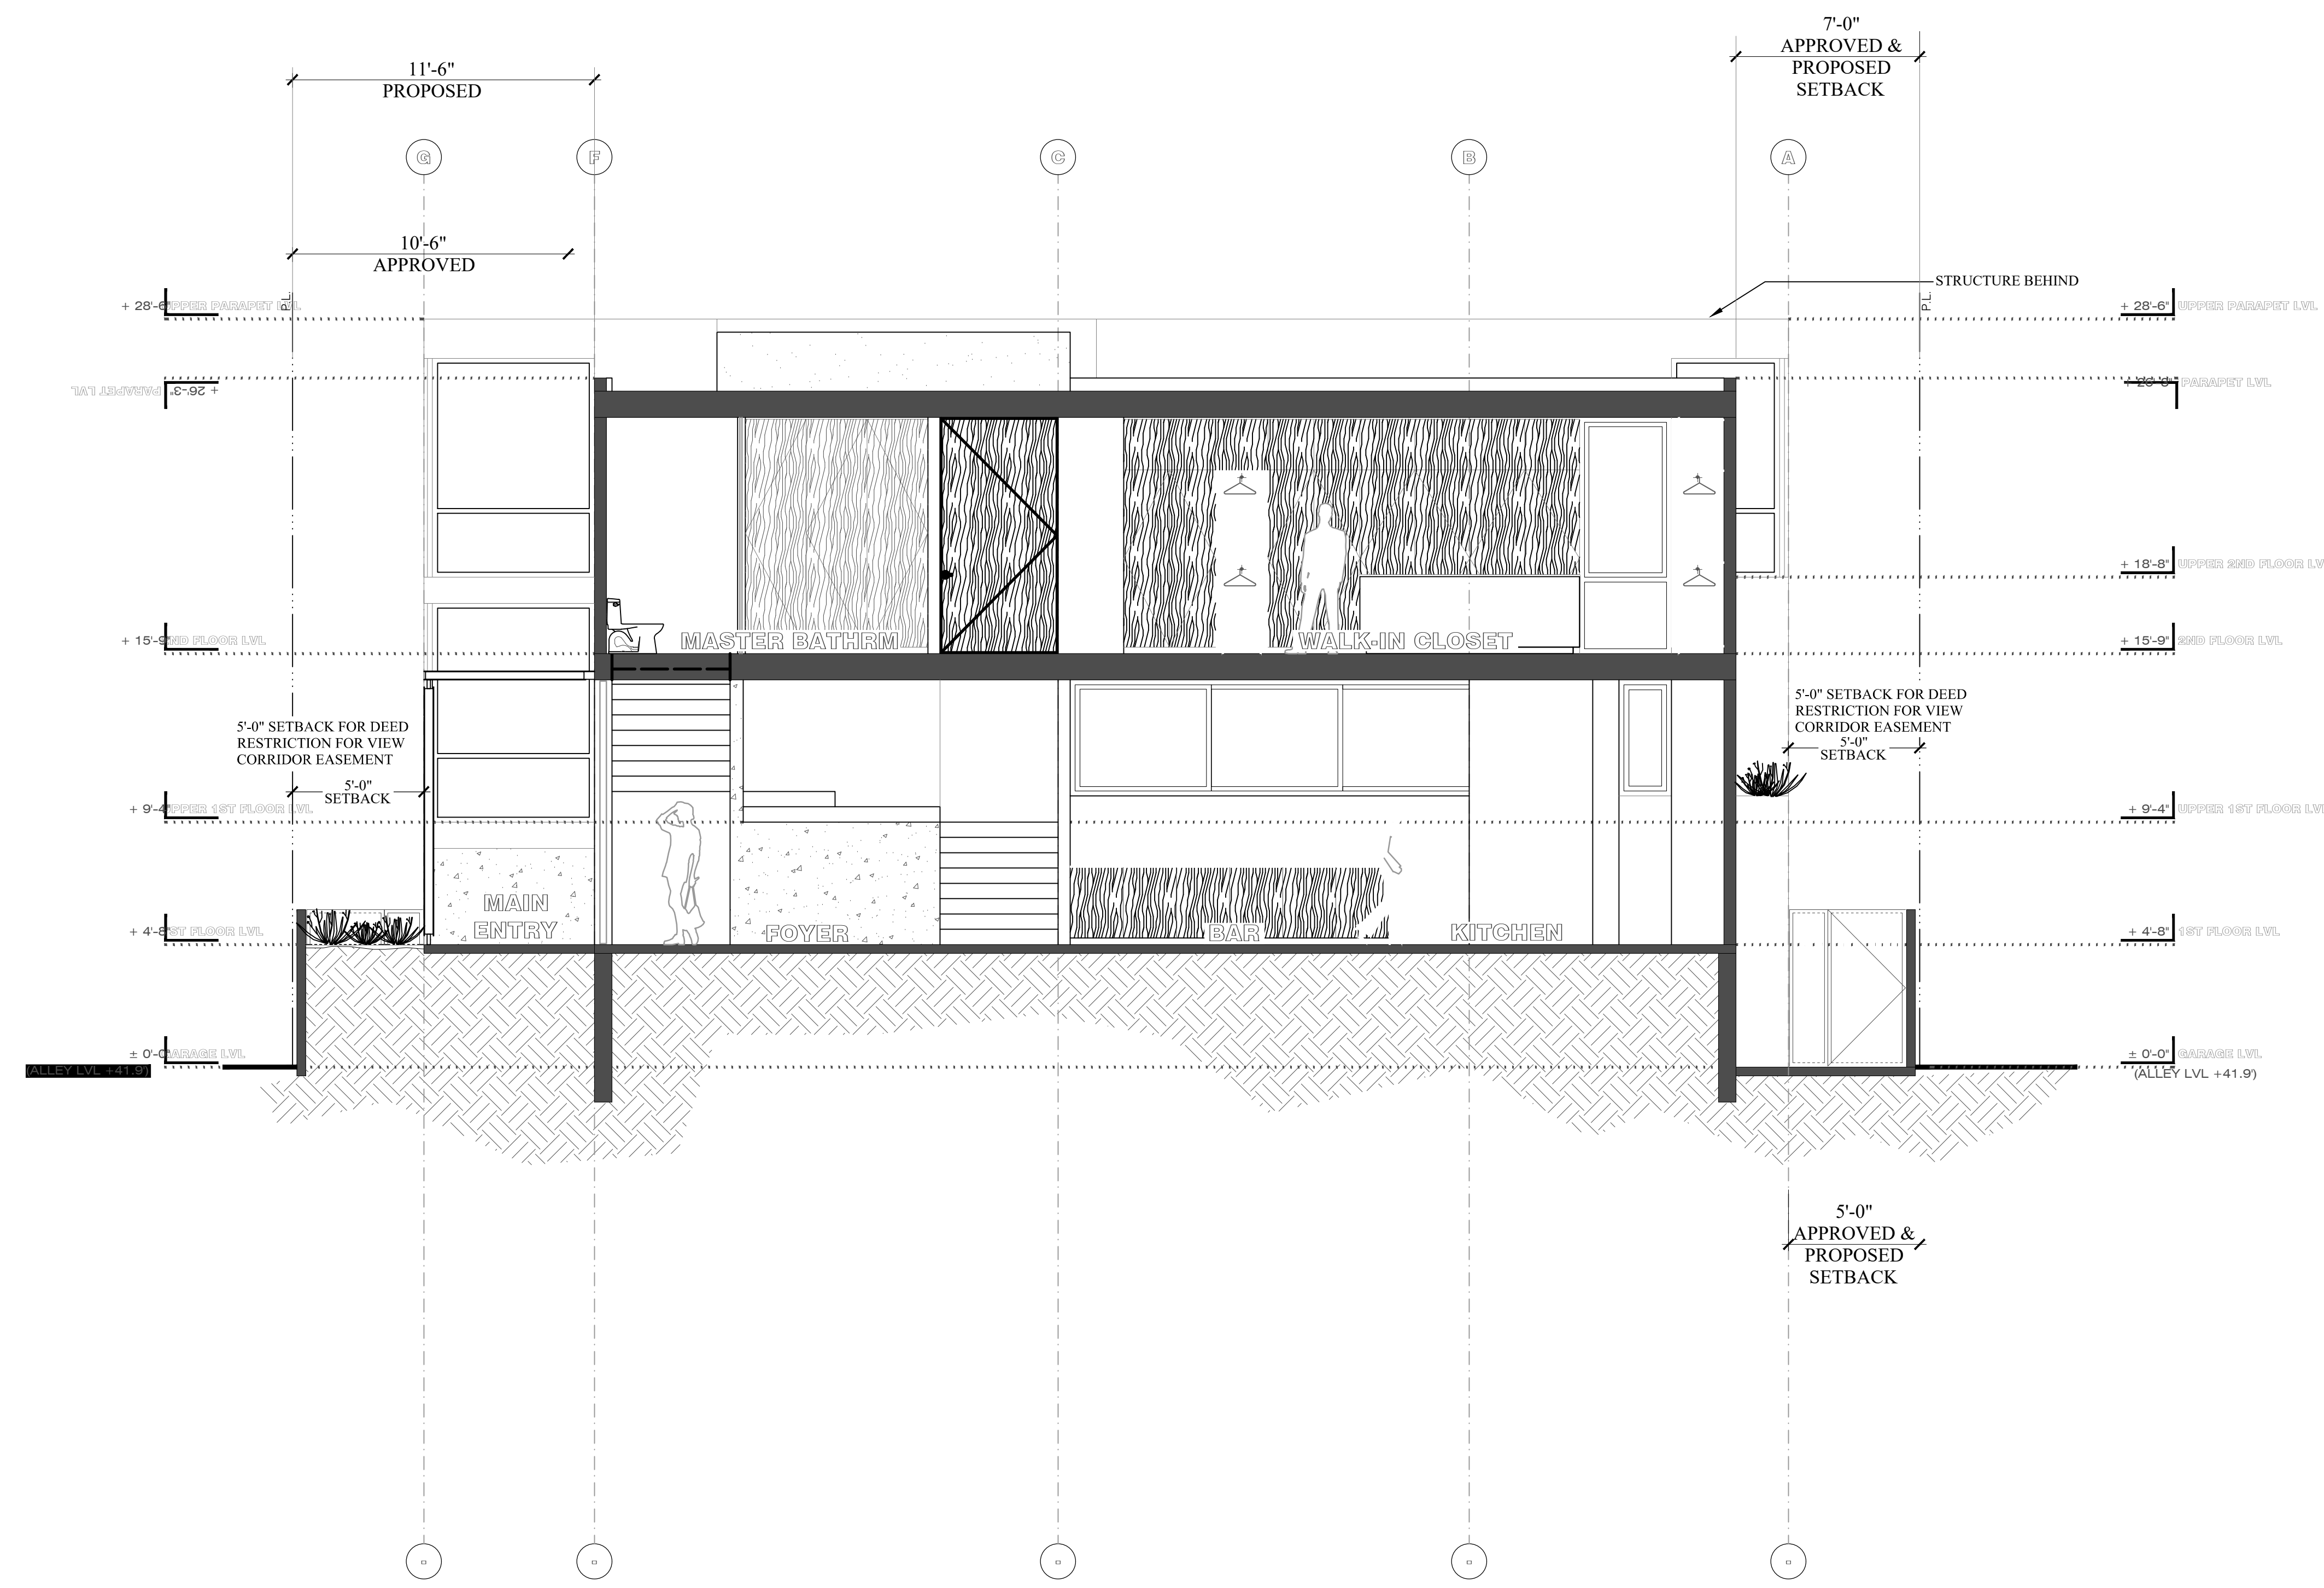 7'-0"
APPROVED &
PROPOSED
SETBACK
11'-6"
PROPOSED
G
F
C
B
A
10'-6"
APPROVED
STRUCTURE BEHIND
P.L.
P.L.
+ 28'-6" UPPER PARAPET LVL
+ 28'-6" UPPER PARAPET LVL
+ 26'-3" PARAPET LVL
+ 26'-3" PARAPET LVL
+ 18'-8" UPPER 2ND FLOOR LV
+ 15'-9" 2ND FLOOR LVL
MASTER BATHRM
WALK-IN CLOSET
+ 15'-9" 2ND FLOOR LVL
5'-0" SETBACK FOR DEED
RESTRICTION FOR VIEW
CORRIDOR EASEMENT
5'-0"
SETBACK
5'-0" SETBACK FOR DEED
RESTRICTION FOR VIEW
CORRIDOR EASEMENT
5'-0"
SETBACK
+ 9'-4" UPPER 1ST FLOOR LVL
+ 9'-4" UPPER 1ST FLOOR LVL
MAIN
ENTRY
FOYER
BAR
KITCHEN
+ 4'-8" 1ST FLOOR LVL
+ 4'-8" 1ST FLOOR LVL
± 0'-0" GARAGE LVL
(ALLEY LVL +41.9')
± 0'-0" GARAGE LVL
(ALLEY LVL +41.9')
5'-0"
APPROVED &
PROPOSED
SETBACK